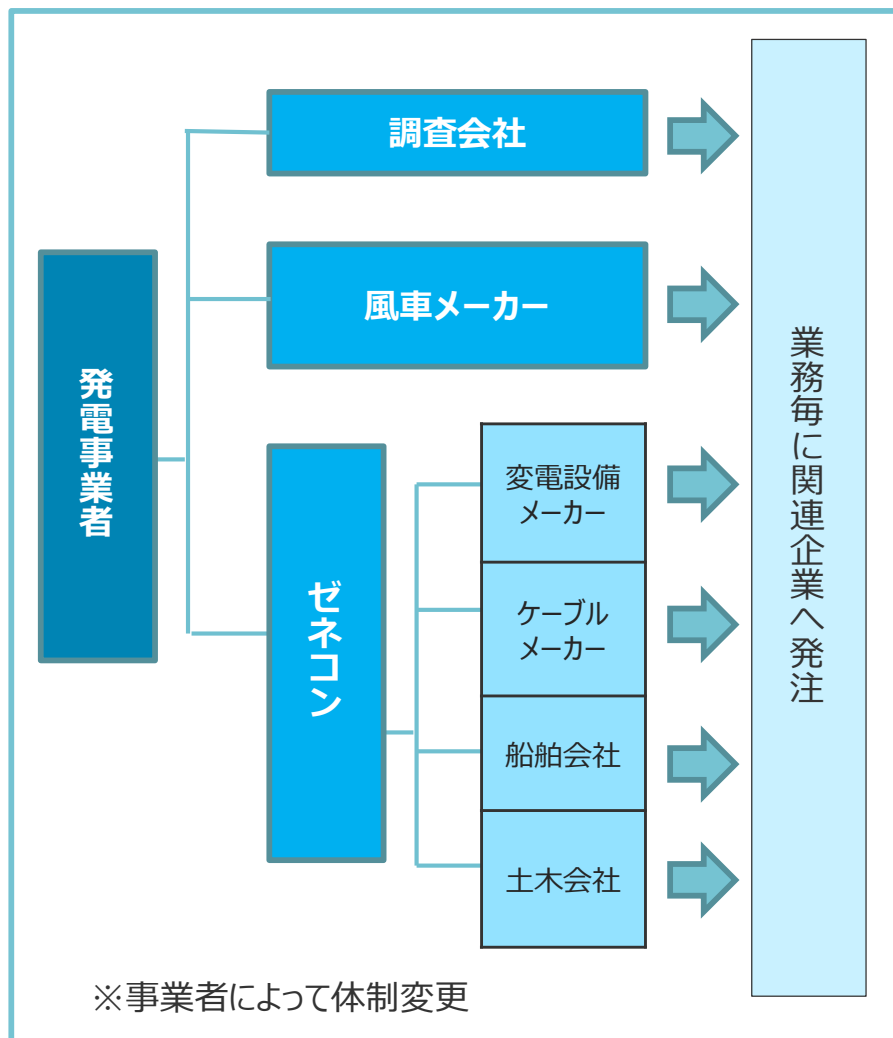 調査会社
風車メーカー
発電事業者
ゼネコン
変電設備
メーカー
ケーブル
メーカー
船舶会社
土木会社
業務毎に関連企業へ発注
※事業者によって体制変更